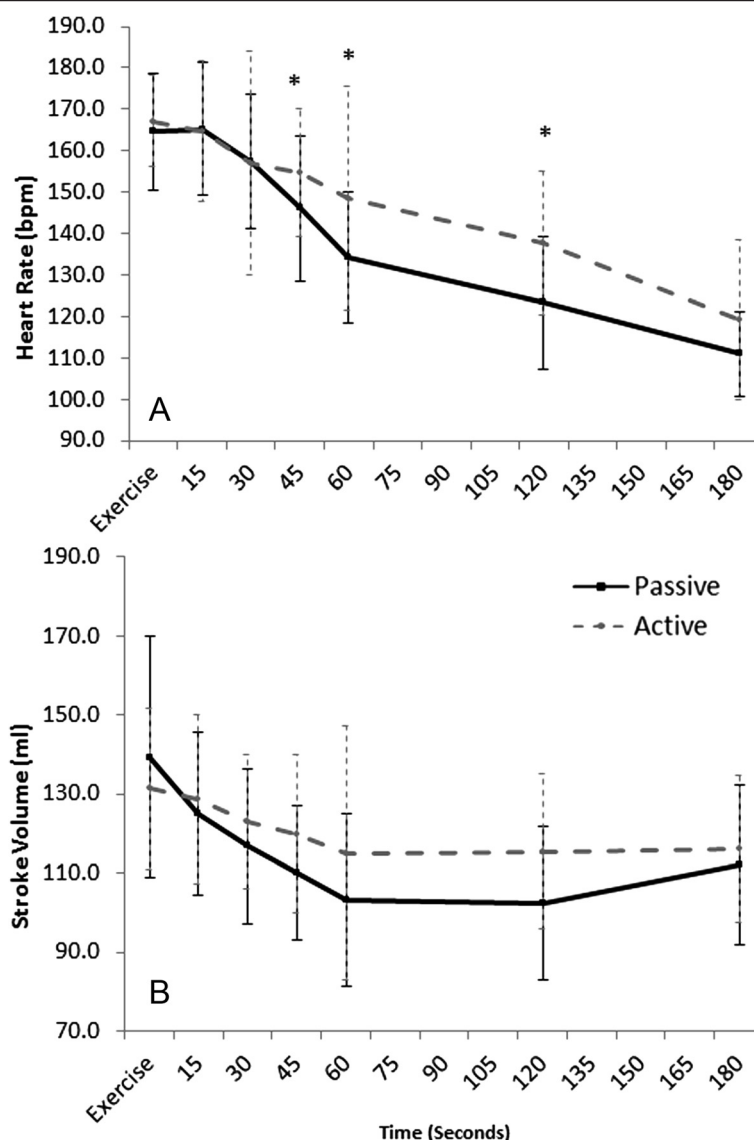 190.0
180.0
170.0
160.0
150.0
140.0
130.0
120.0
110.0
100.0
90.0
Heart Rate (bpm)
*
*
*
A
Exercise 15 30 45 60 75 90 105 120 135 150 165 180
190.0
170.0
150.0
130.0
110.0
90.0
70.0
Stroke Volume (ml)
Passive
Active
B
Exercise 15 30 45 60 75 90 105 120 135 150 165 180
Time (Seconds)